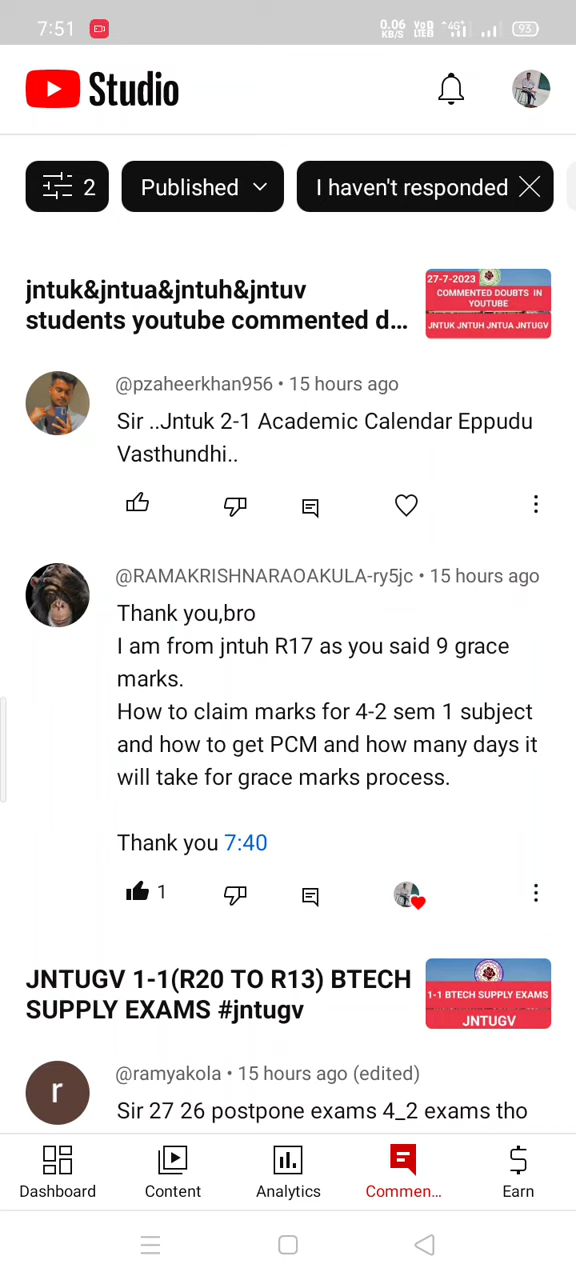 7:51
0.06
KB/S
VoD
LTE
4G
93
Studio
2
Published
I haven't responded
jntuk&jntua&jntuh&jntuv
students youtube commented d...
27-7-2023
COMMENTED DOUBTS IN
YOUTUBE
JNTUK JNTUH JNTUA JNTUGV
@pzaheerkhan956 • 15 hours ago
Sir ..Jntuk 2-1 Academic Calendar Eppudu
Vasthundhi..
@RAMAKRISHNARAOAKULA-ry5jc • 15 hours ago
Thank you,bro
I am from jntuh R17 as you said 9 grace
marks.
How to claim marks for 4-2 sem 1 subject
and how to get PCM and how many days it
will take for grace marks process.
Thank you 7:40
1
JNTUGV 1-1(R20 TO R13) BTECH
SUPPLY EXAMS #jntugv
1-1 BTECH SUPPLY EXAMS
JNTUGV
r
@ramyakola • 15 hours ago (edited)
Sir 27 26 postpone exams 4_2 exams tho
Dashboard
Content
Analytics
Commen...
Earn